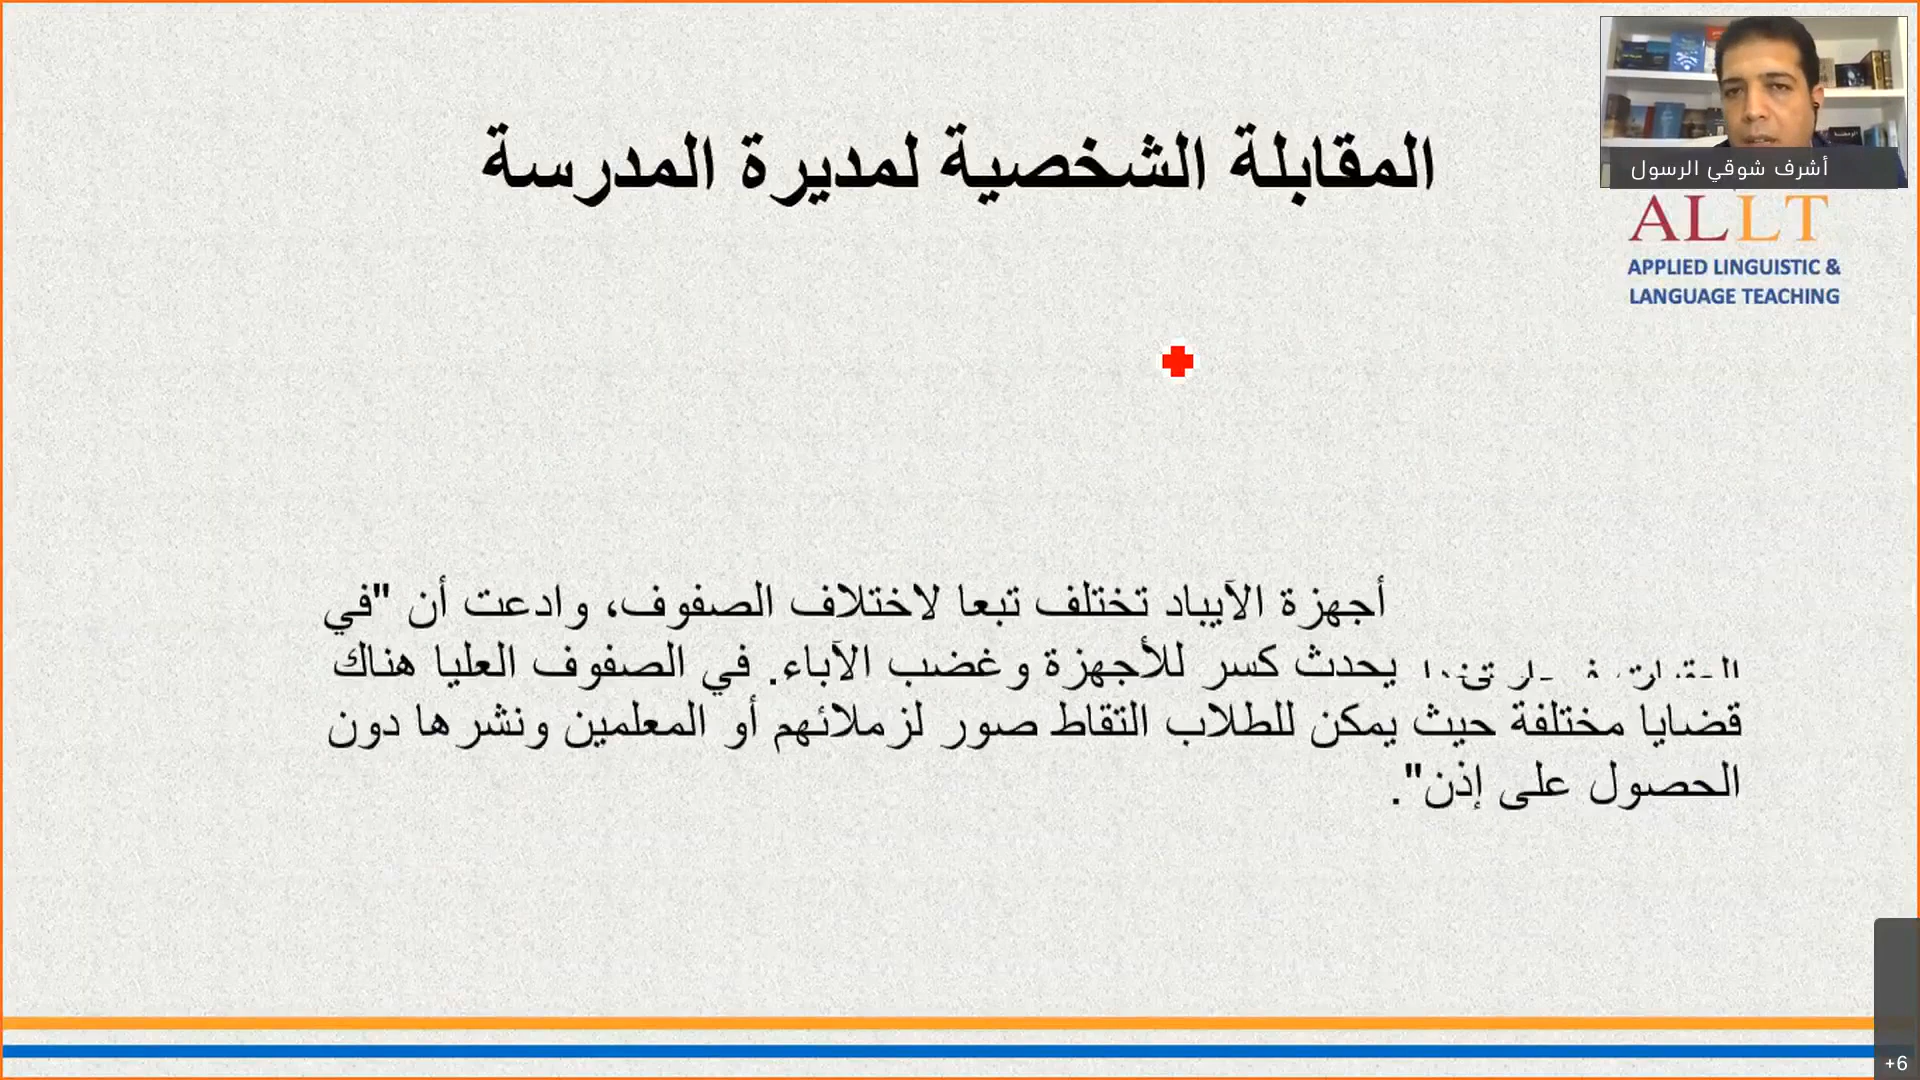 المقابلة الشخصية لمديرة المدرسة
أشرف شوقي الرسول
ALLT
APPLIED LINGUISTIC &
LANGUAGE TEACHING
أجهزة الآيباد تختلف تبعا لاختلاف الصفوف، وادعت أن "في
يحدث كسر للأجهزة وغضب الآباء. في الصفوف العليا هناك
قضايا مختلفة حيث يمكن للطلاب التقاط صور لزملائهم أو المعلمين ونشرها دون
الحصول على إذن".
+6